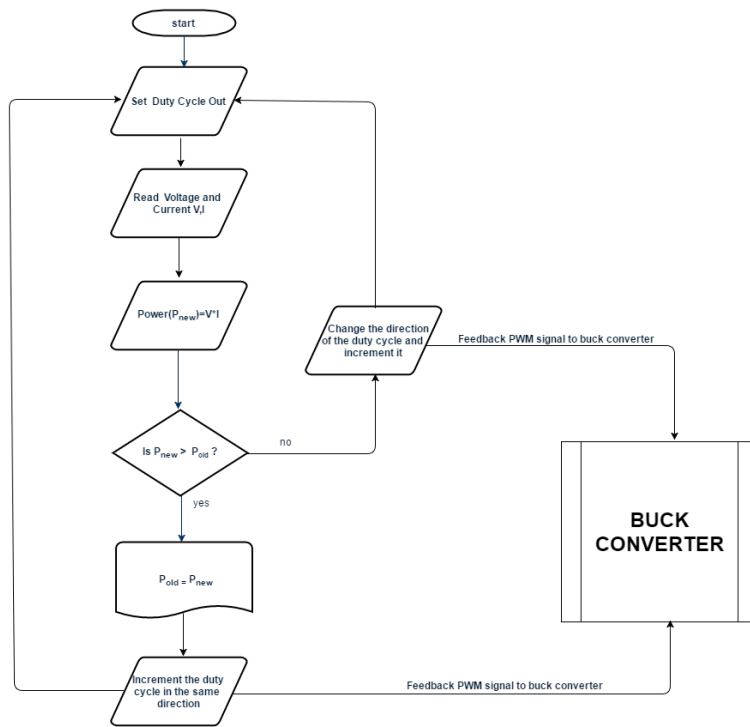 start
Set Duty Cycle Out
Read Voltage and
Current V,I
Power(Pnew)=V*I
Change the direction
of the duty cycle and
increment it
Feedback PWM signal to buck converter
Is Pnew > Pold ?
no
yes
BUCK
CONVERTER
Pold = Pnew
Increment the duty
cycle in the same
direction
Feedback PWM signal to buck converter